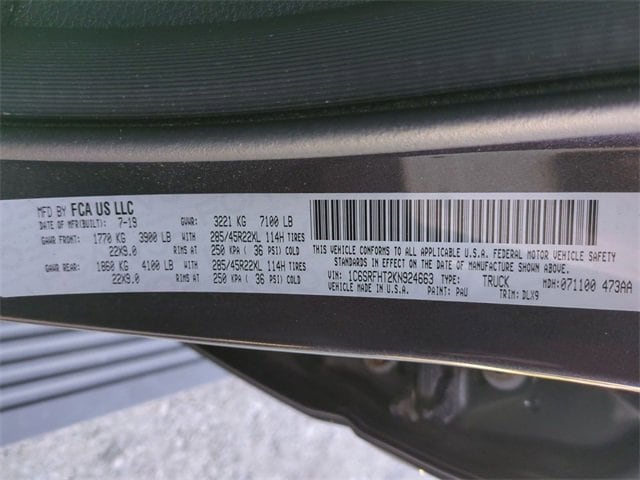 MFD BY FCA US LLC
DATE OF MFR(BUILT): 7-19 GVWR: 3221 KG 7100 LB
GAWR FRONT: 1770 KG 3900 LB WITH 285/45R22XL 114H TIRES
22X9.0 RIMS AT 250 KPA ( 36 PSI) COLD
GAWR REAR: 1860 KG 4100 LB WITH 285/45R22XL 114H TIRES
22X9.0 RIMS AT 250 KPA ( 36 PSI) COLD
THIS VEHICLE CONFORMS TO ALL APPLICABLE U.S.A. FEDERAL MOTOR VEHICLE SAFETY
STANDARDS IN EFFECT ON THE DATE OF MANUFACTURE SHOWN ABOVE.
VIN: 1C6SRFHT2KN924663 TYPE: TRUCK MDH: 071100 473AA
VEHICLE MADE IN U.S.A. PAINT: PAU TRIM: DLX9